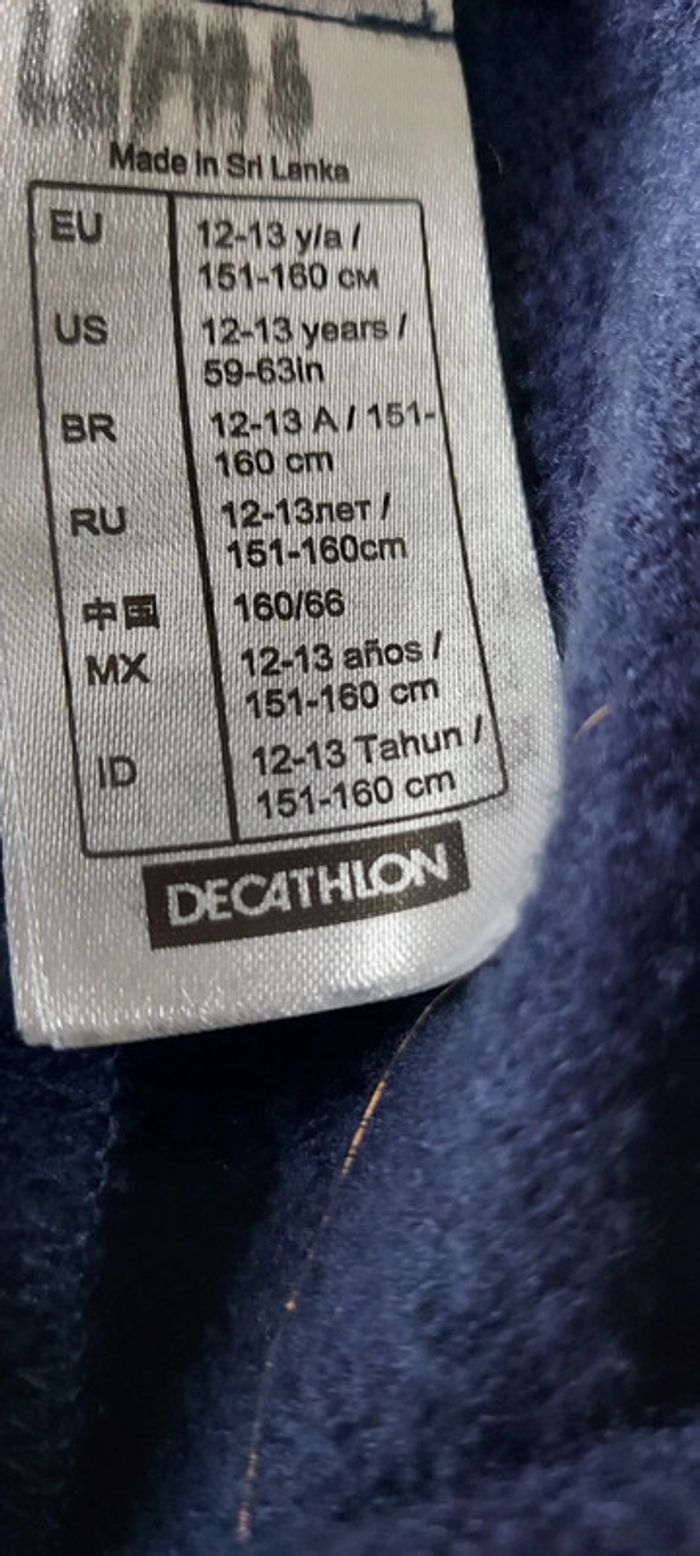 Made in Sri Lanka
EU 12-13 y/a /
151-160 см
US 12-13 years /
59-63in
BR 12-13 A / 151-
160 cm
RU 12-13лет /
151-160cm
中国 160/66
MX 12-13 años /
151-160 cm
ID 12-13 Tahun /
151-160 cm
DECATHLON